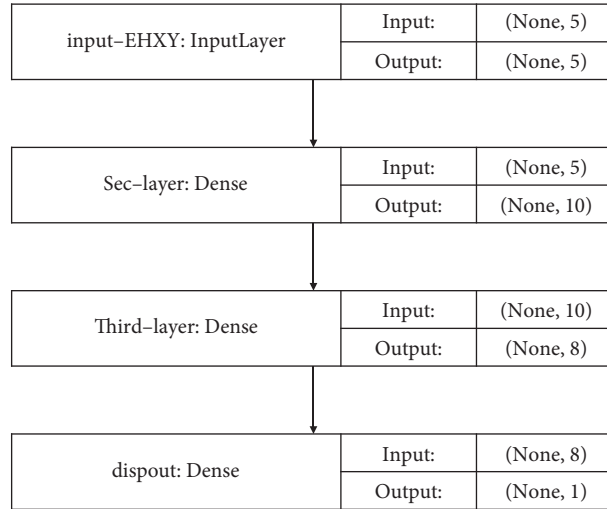 input–EHXY: InputLayer
Input:
(None, 5)
Output:
(None, 5)
Sec–layer: Dense
Input:
(None, 5)
Output:
(None, 10)
Third–layer: Dense
Input:
(None, 10)
Output:
(None, 8)
dispout: Dense
Input:
(None, 8)
Output:
(None, 1)